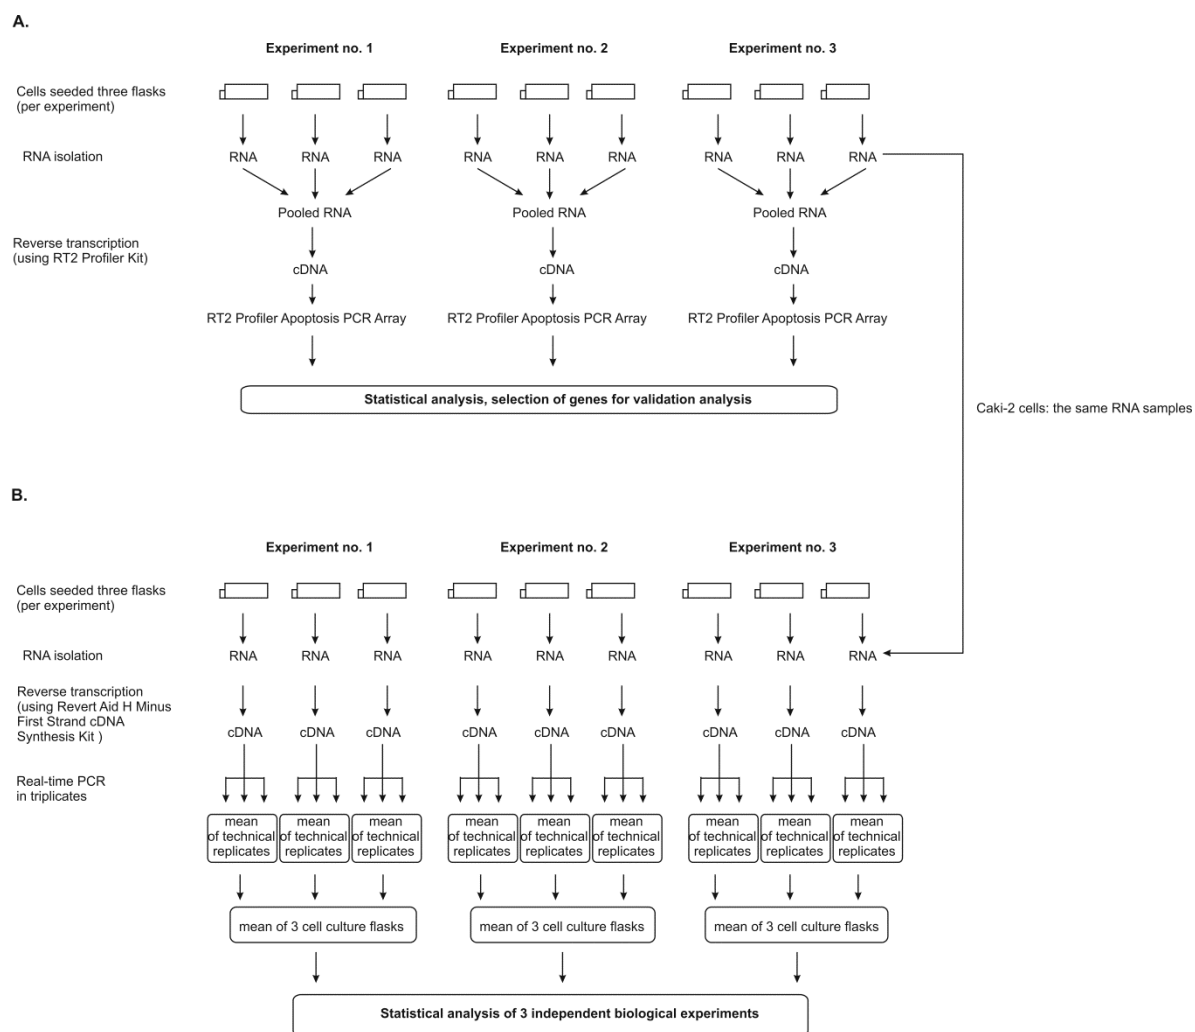 A.
Experiment no. 1 Experiment no. 2 Experiment no. 3
Cells seeded three flasks
(per experiment)
RNA isolation RNA RNA RNA RNA RNA RNA RNA RNA RNA
Pooled RNA Pooled RNA Pooled RNA
Reverse transcription
(using RT2 Profiler Kit)
cDNA cDNA cDNA
RT2 Profiler Apoptosis PCR Array RT2 Profiler Apoptosis PCR Array RT2 Profiler Apoptosis PCR Array
Statistical analysis, selection of genes for validation analysis
Caki-2 cells: the same RNA samples
B.
Experiment no. 1 Experiment no. 2 Experiment no. 3
Cells seeded three flasks
(per experiment)
RNA isolation RNA RNA RNA RNA RNA RNA RNA RNA RNA
Reverse transcription
(using Revert Aid H Minus
First Strand cDNA
Synthesis Kit )
cDNA cDNA cDNA cDNA cDNA cDNA cDNA cDNA cDNA
Real-time PCR
in triplicates
mean mean mean mean mean mean mean mean mean
of technical of technical of technical of technical of technical of technical of technical of technical of technical
replicates replicates replicates replicates replicates replicates replicates replicates replicates
mean of 3 cell culture flasks mean of 3 cell culture flasks mean of 3 cell culture flasks
Statistical analysis of 3 independent biological experiments